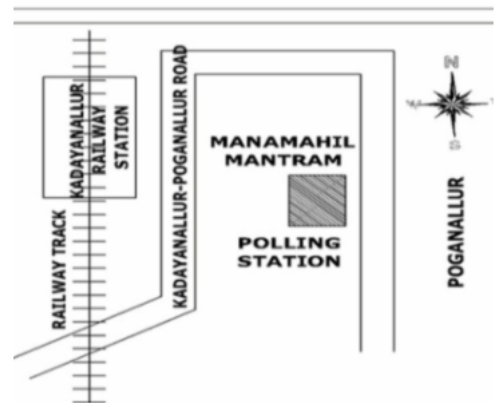 KADAYANALLUR
RAILWAY
STATION
RAILWAY TRACK
KADAYANALLUR-POGANALLUR ROAD
MANAMAHIL
MANTRAM
POLLING
STATION
N
W
S
POGANALLUR